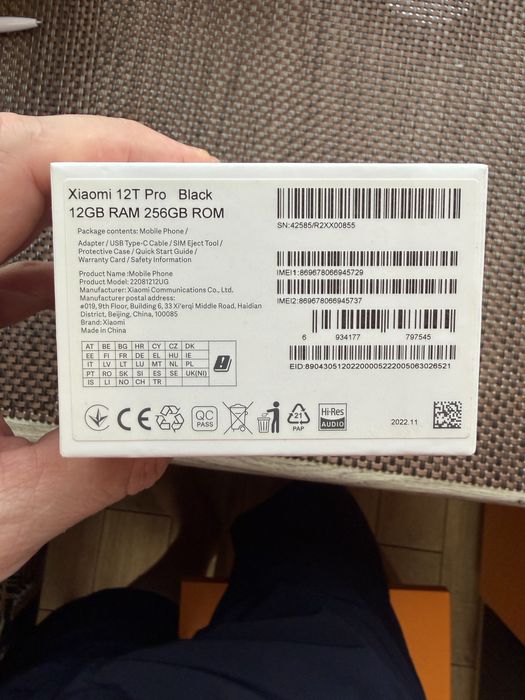 Xiaomi 12T Pro Black
12GB RAM 256GB ROM
Package contents: Mobile Phone /
Adapter / USB Type-C Cable / SIM Eject Tool /
Protective Case / Quick Start Guide /
Warranty Card / Safety Information
Product Name :Mobile Phone
Product Model: 22081212UG
Manufacturer: Xiaomi Communications Co., Ltd.
Manufacturer postal address:
#019, 9th Floor, Building 6, 33 Xi'erqi Middle Road, Haidian
District, Beijing, China, 100085
Brand: Xiaomi
Made in China
AT BE BG HR CY CZ DK
EE FI FR DE EL HU IE
IT LV LT LU MT NL PL
PT RO SK SI ES SE UK(NI)
IS LI NO CH TR
CE
QC
PASS
21
PAP
Hi-Res
AUDIO
SN:42585/R2XX00855
IMEI1:869678066945729
IMEI2:869678066945737
6 934177 797545
EID:89043051202200005222005063026521
2022.11